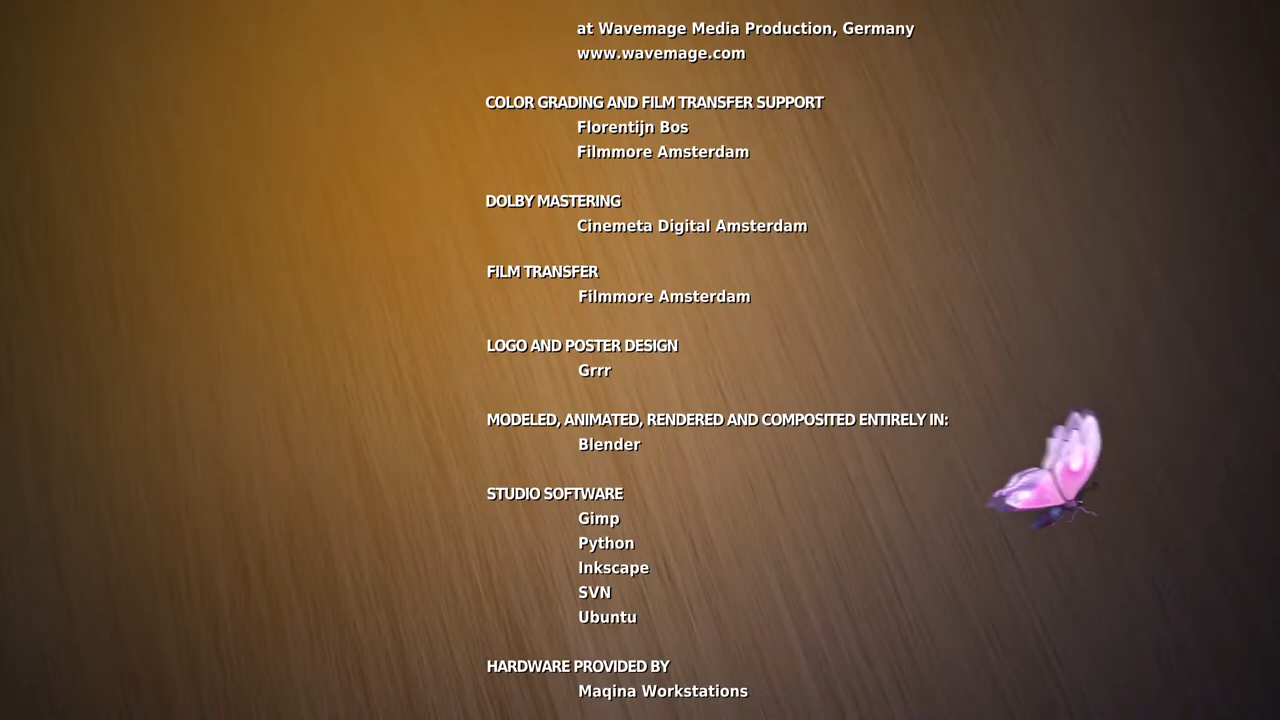 at Wavemage Media Production, Germany
www.wavemage.com
COLOR GRADING AND FILM TRANSFER SUPPORT
Florentijn Bos
Filmmore Amsterdam
DOLBY MASTERING
Cinemeta Digital Amsterdam
FILM TRANSFER
Filmmore Amsterdam
LOGO AND POSTER DESIGN
Grrr
MODELED, ANIMATED, RENDERED AND COMPOSITED ENTIRELY IN:
Blender
STUDIO SOFTWARE
Gimp
Python
Inkscape
SVN
Ubuntu
HARDWARE PROVIDED BY
Maqina Workstations